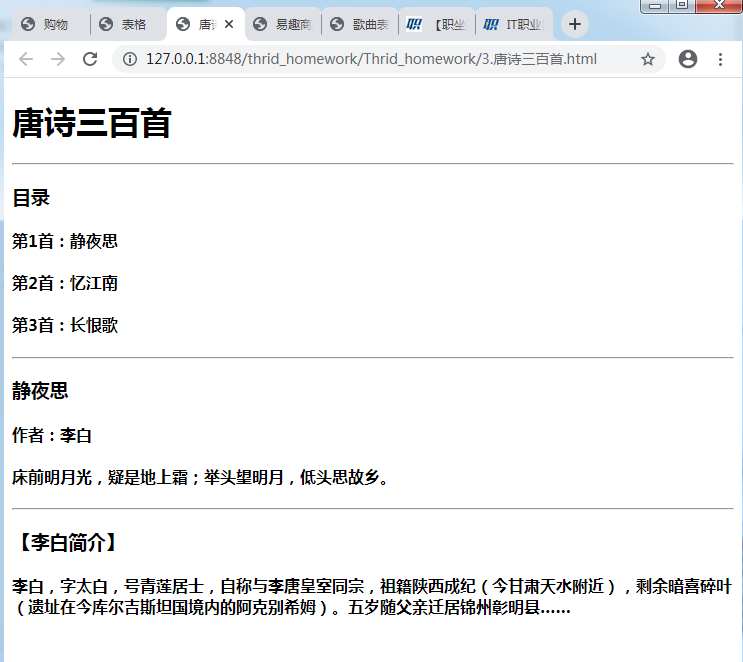 购物 表格 唐诗 易趣商 歌曲表 【职坐 IT职业
127.0.0.1:8848/thrid_homework/Thrid_homework/3.唐诗三百首.html
唐诗三百首
目录
第1首：静夜思
第2首：忆江南
第3首：长恨歌
静夜思
作者：李白
床前明月光，疑是地上霜；举头望明月，低头思故乡。
【李白简介】
李白，字太白，号青莲居士，自称与李唐皇室同宗，祖籍陕西成纪（今甘肃天水附近），剩余暗喜碎叶
（遗址在今库尔吉斯坦国境内的阿克别希姆）。五岁随父亲迁居锦州彰明县......